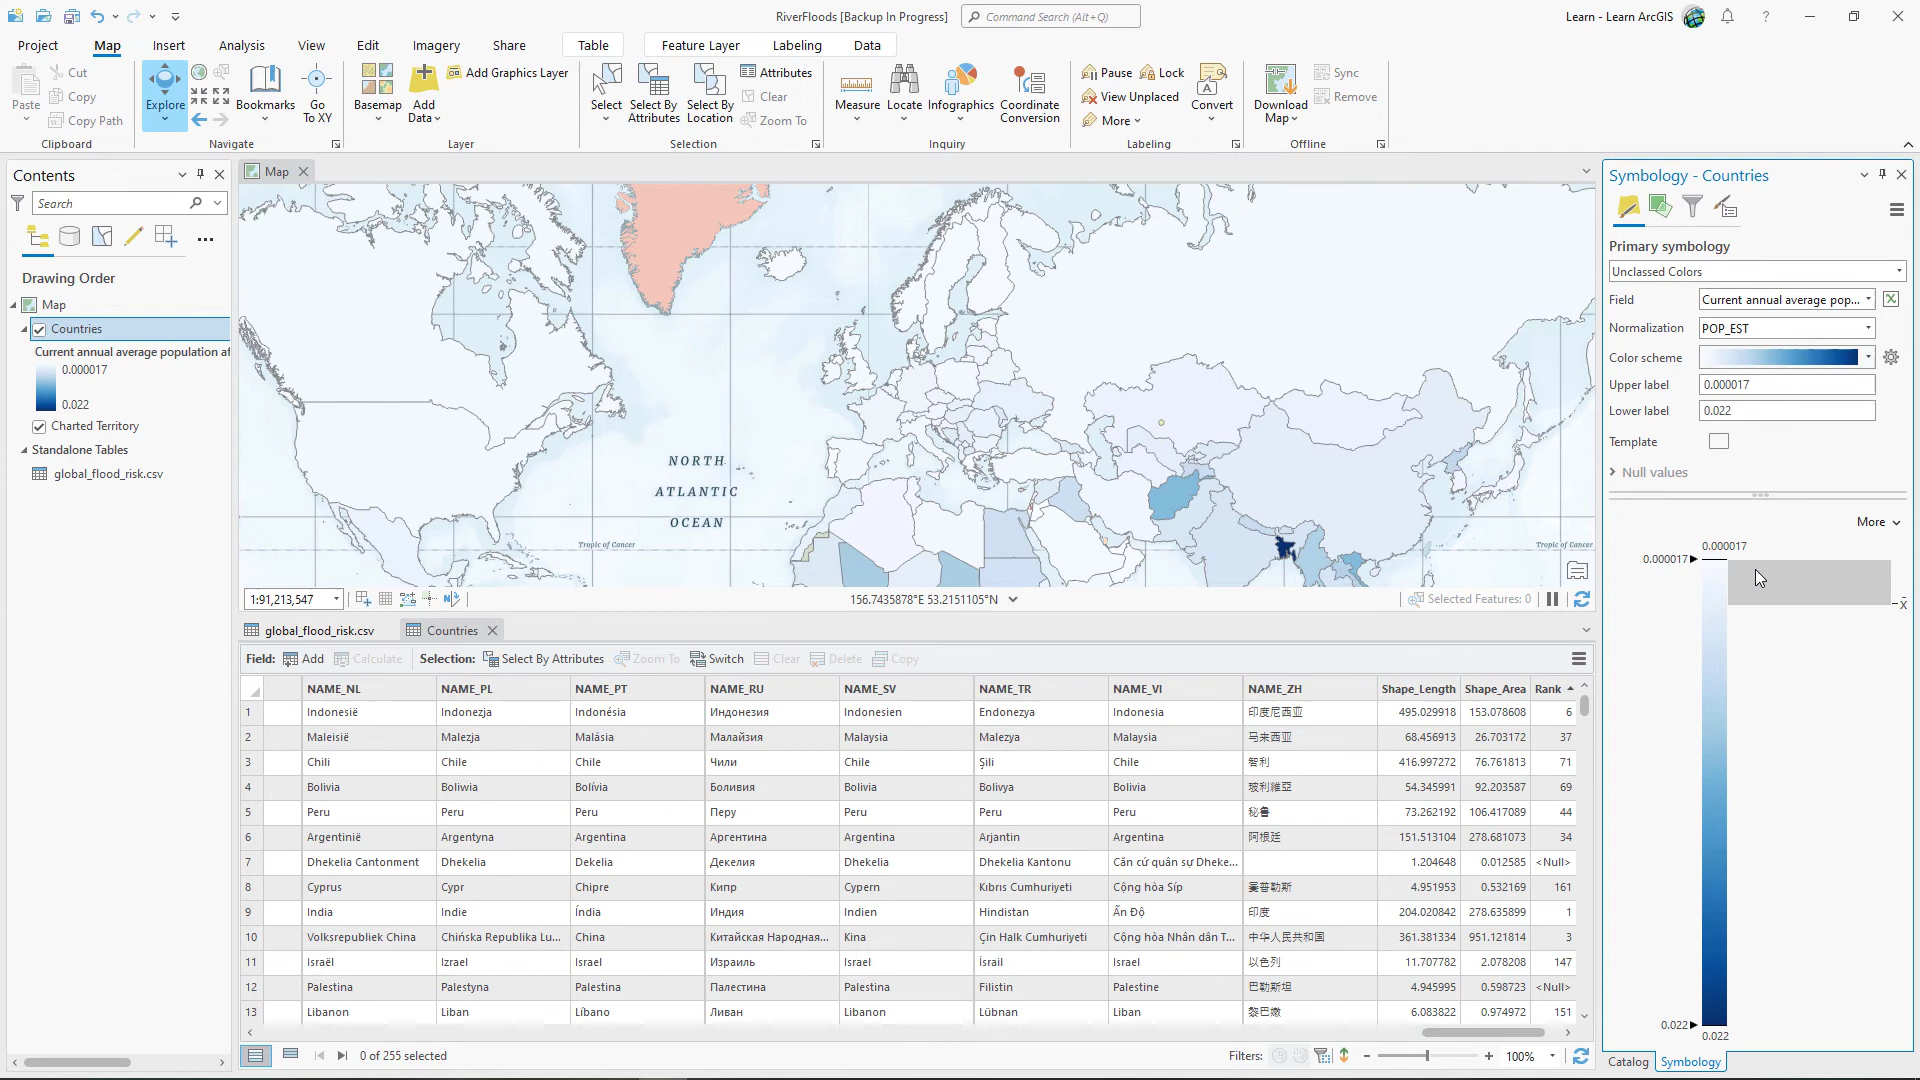 RiverFloods [Backup In Progress]
Command Search (Alt+Q)
Learn - Learn ArcGIS
Project Map Insert Analysis View Edit Imagery Share Table Feature Layer Labeling Data
Paste
Cut
Copy
Copy Path
Clipboard
Explore
Bookmarks
Go To XY
Navigate
Basemap
Add Data
Add Graphics Layer
Layer
Select
Select By Attributes
Select By Location
Attributes
Clear
Zoom To
Selection
Measure
Locate
Infographics
Coordinate Conversion
Inquiry
Pause
Lock
View Unplaced
More
Convert
Labeling
Download Map
Sync
Remove
Offline
Contents
Search
Drawing Order
Map
Countries
Current annual average population af
0.000017
0.022
Charted Territory
Standalone Tables
global_flood_risk.csv
Map
NORTH
ATLANTIC
OCEAN
Tropic of Cancer
Tropic of Cancer
1:91,213,547
156.7435878°E 53.2151105°N
Selected Features: 0
global_flood_risk.csv
Countries
Field: Add Calculate Selection: Select By Attributes Zoom To Switch Clear Delete Copy
NAME_NL NAME_PL NAME_PT NAME_RU NAME_SV NAME_TR NAME_VI NAME_ZH Shape_Length Shape_Area Rank
1 Indonesië Indonezja Indonésia Индонезия Indonesien Endonezya Indonesia 印度尼西亚 495.029918 153.078608 6
2 Maleisië Malezja Malásia Малайзия Malaysia Malezya Malaysia 马来西亚 68.456913 26.703172 37
3 Chili Chile Chile Чили Chile Şili Chile 智利 416.997272 76.761813 71
4 Bolivia Boliwia Bolívia Боливия Bolivia Bolivya Bolivia 玻利維亞 54.345991 92.203587 69
5 Peru Peru Peru Перу Peru Peru Peru 秘鲁 73.262192 106.417089 44
6 Argentinië Argentyna Argentina Аргентина Argentina Arjantin Argentina 阿根廷 151.513104 278.681073 34
7 Dhekelia Cantonment Dhekelia Dekelia Декелия Dhekelia Dhekelia Kantonu Căn cứ quân sự Dheke... 1.204648 0.012585 <Null>
8 Cyprus Cypr Chipre Кипр Cypern Kıbrıs Cumhuriyeti Cộng hòa Síp 賽普勒斯 4.951953 0.532169 161
9 India Indie Índia Индия Indien Hindistan Ấn Độ 印度 204.020842 278.635899 1
10 Volksrepubliek China Chińska Republika Lu... China Китайская Народная... Kina Çin Halk Cumhuriyeti Cộng hòa Nhân dân T... 中华人民共和国 361.381334 951.121814 3
11 Israël Izrael Israel Израиль Israel İsrail Israel 以色列 11.707782 2.078208 147
12 Palestina Palestyna Palestina Палестина Palestina Filistin Palestine 巴勒斯坦 4.945995 0.598723 <Null>
13 Libanon Liban Líbano Ливан Libanon Lübnan Liban 黎巴嫩 6.083822 0.974972 151
0 of 255 selected
Filters:
100%
Symbology - Countries
Primary symbology
Unclassed Colors
Field Current annual average pop...
Normalization POP_EST
Color scheme
Upper label 0.000017
Lower label 0.022
Template
Null values
More
0.000017
0.000017
x̄
0.022
0.022
Catalog Symbology